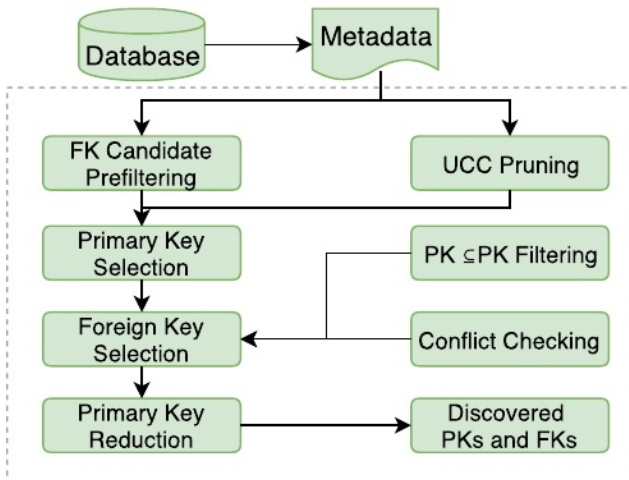 Database
Metadata
FK Candidate
Prefiltering
UCC Pruning
Primary Key
Selection
PK ⊆PK Filtering
Foreign Key
Selection
Conflict Checking
Primary Key
Reduction
Discovered
PKs and FKs